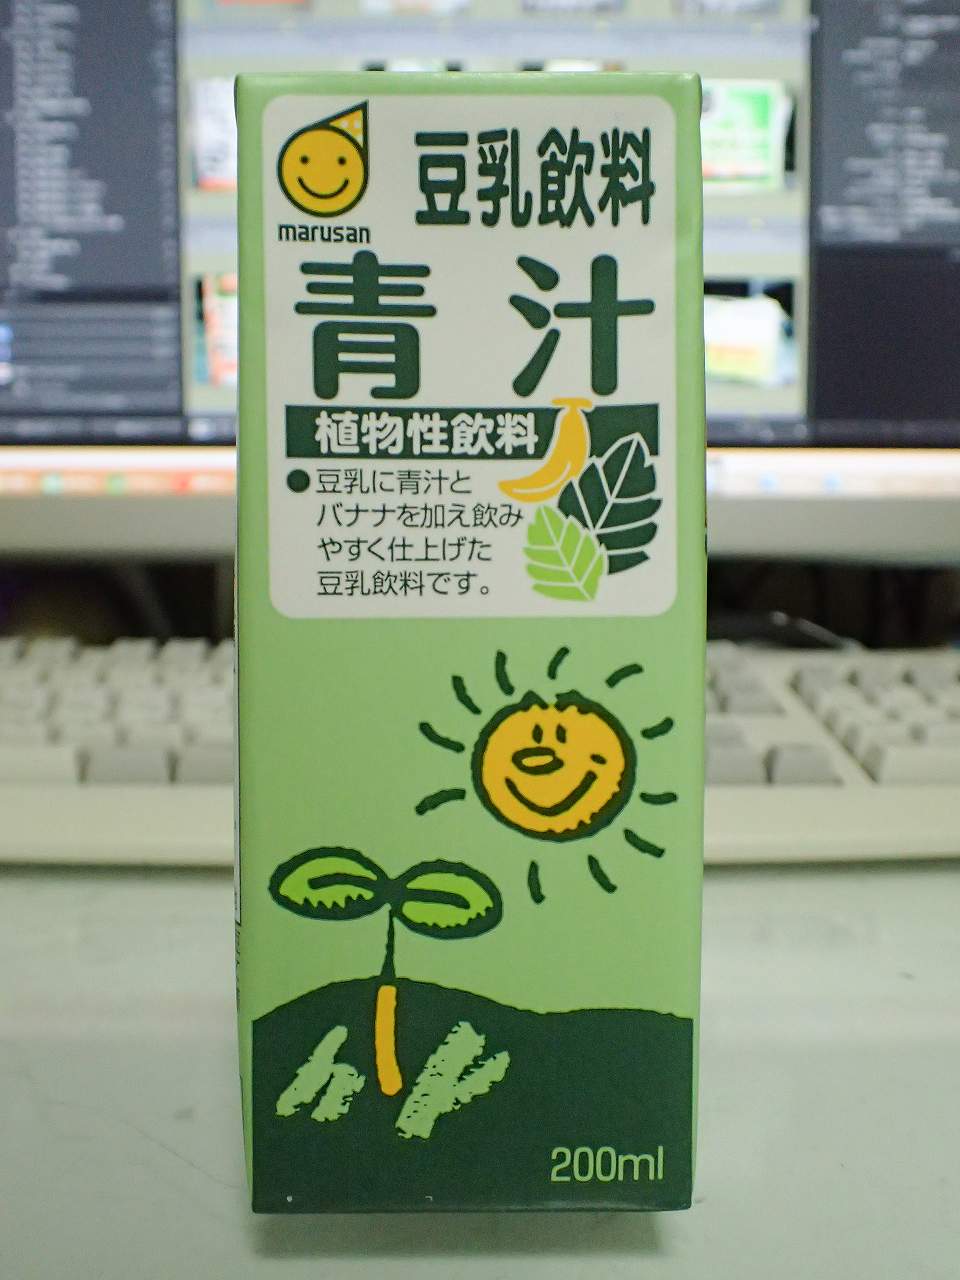 marusan
豆乳飲料
青汁
植物性飲料
●豆乳に青汁と
バナナを加え飲み
やすく仕上げた
豆乳飲料です。
200ml